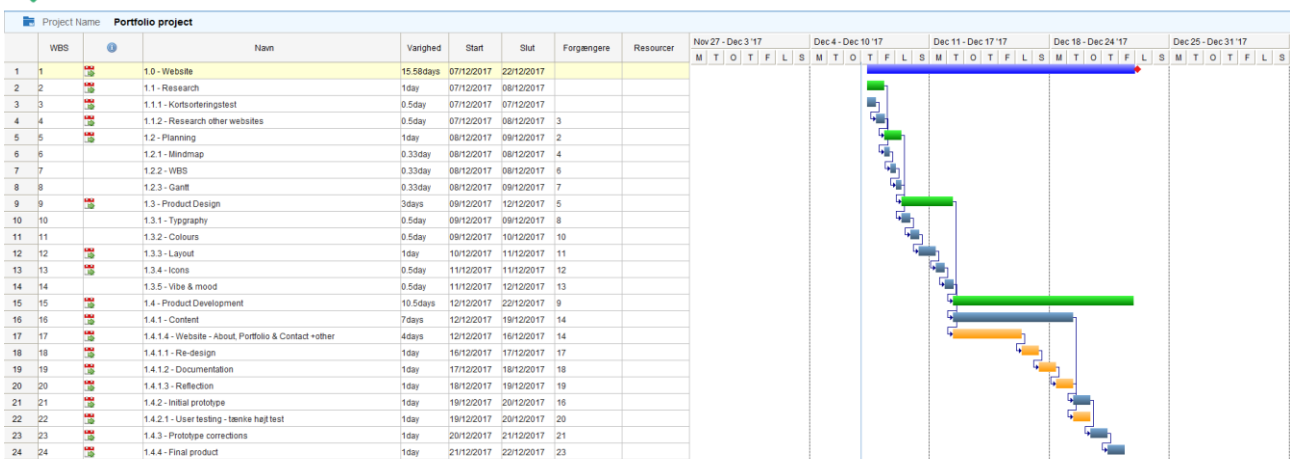 Project Name Portfolio project
WBS Navn Varighed Start Slut Forgængere Resourcer Nov 27 - Dec 3 '17 Dec 4 - Dec 10 '17 Dec 11 - Dec 17 '17 Dec 18 - Dec 24 '17 Dec 25 - Dec 31 '17
M T O T F L S M T O T F L S M T O T F L S M T O T F L S M T O T F L S
1 1 1.0 - Website 15.58days 07/12/2017 22/12/2017
2 2 1.1 - Research 1day 07/12/2017 08/12/2017
3 3 1.1.1 - Kortsorteringstest 0.5day 07/12/2017 07/12/2017
4 4 1.1.2 - Research other websites 0.5day 07/12/2017 08/12/2017 3
5 5 1.2 - Planning 1day 08/12/2017 09/12/2017 2
6 6 1.2.1 - Mindmap 0.33day 08/12/2017 08/12/2017 4
7 7 1.2.2 - WBS 0.33day 08/12/2017 08/12/2017 6
8 8 1.2.3 - Gantt 0.33day 08/12/2017 09/12/2017 7
9 9 1.3 - Product Design 3days 09/12/2017 12/12/2017 5
10 10 1.3.1 - Typgraphy 0.5day 09/12/2017 09/12/2017 8
11 11 1.3.2 - Colours 0.5day 09/12/2017 10/12/2017 10
12 12 1.3.3 - Layout 1day 10/12/2017 11/12/2017 11
13 13 1.3.4 - Icons 0.5day 11/12/2017 11/12/2017 12
14 14 1.3.5 - Vibe & mood 0.5day 11/12/2017 12/12/2017 13
15 15 1.4 - Product Development 10.5days 12/12/2017 22/12/2017 9
16 16 1.4.1 - Content 7days 12/12/2017 19/12/2017 14
17 17 1.4.1.4 - Website - About, Portfolio & Contact +other 4days 12/12/2017 16/12/2017 14
18 18 1.4.1.1 - Re-design 1day 16/12/2017 17/12/2017 17
19 19 1.4.1.2 - Documentation 1day 17/12/2017 18/12/2017 18
20 20 1.4.1.3 - Reflection 1day 18/12/2017 19/12/2017 19
21 21 1.4.2 - Initial prototype 1day 19/12/2017 20/12/2017 16
22 22 1.4.2.1 - User testing - tænke højt test 1day 19/12/2017 20/12/2017 20
23 23 1.4.3 - Prototype corrections 1day 20/12/2017 21/12/2017 21
24 24 1.4.4 - Final product 1day 21/12/2017 22/12/2017 23